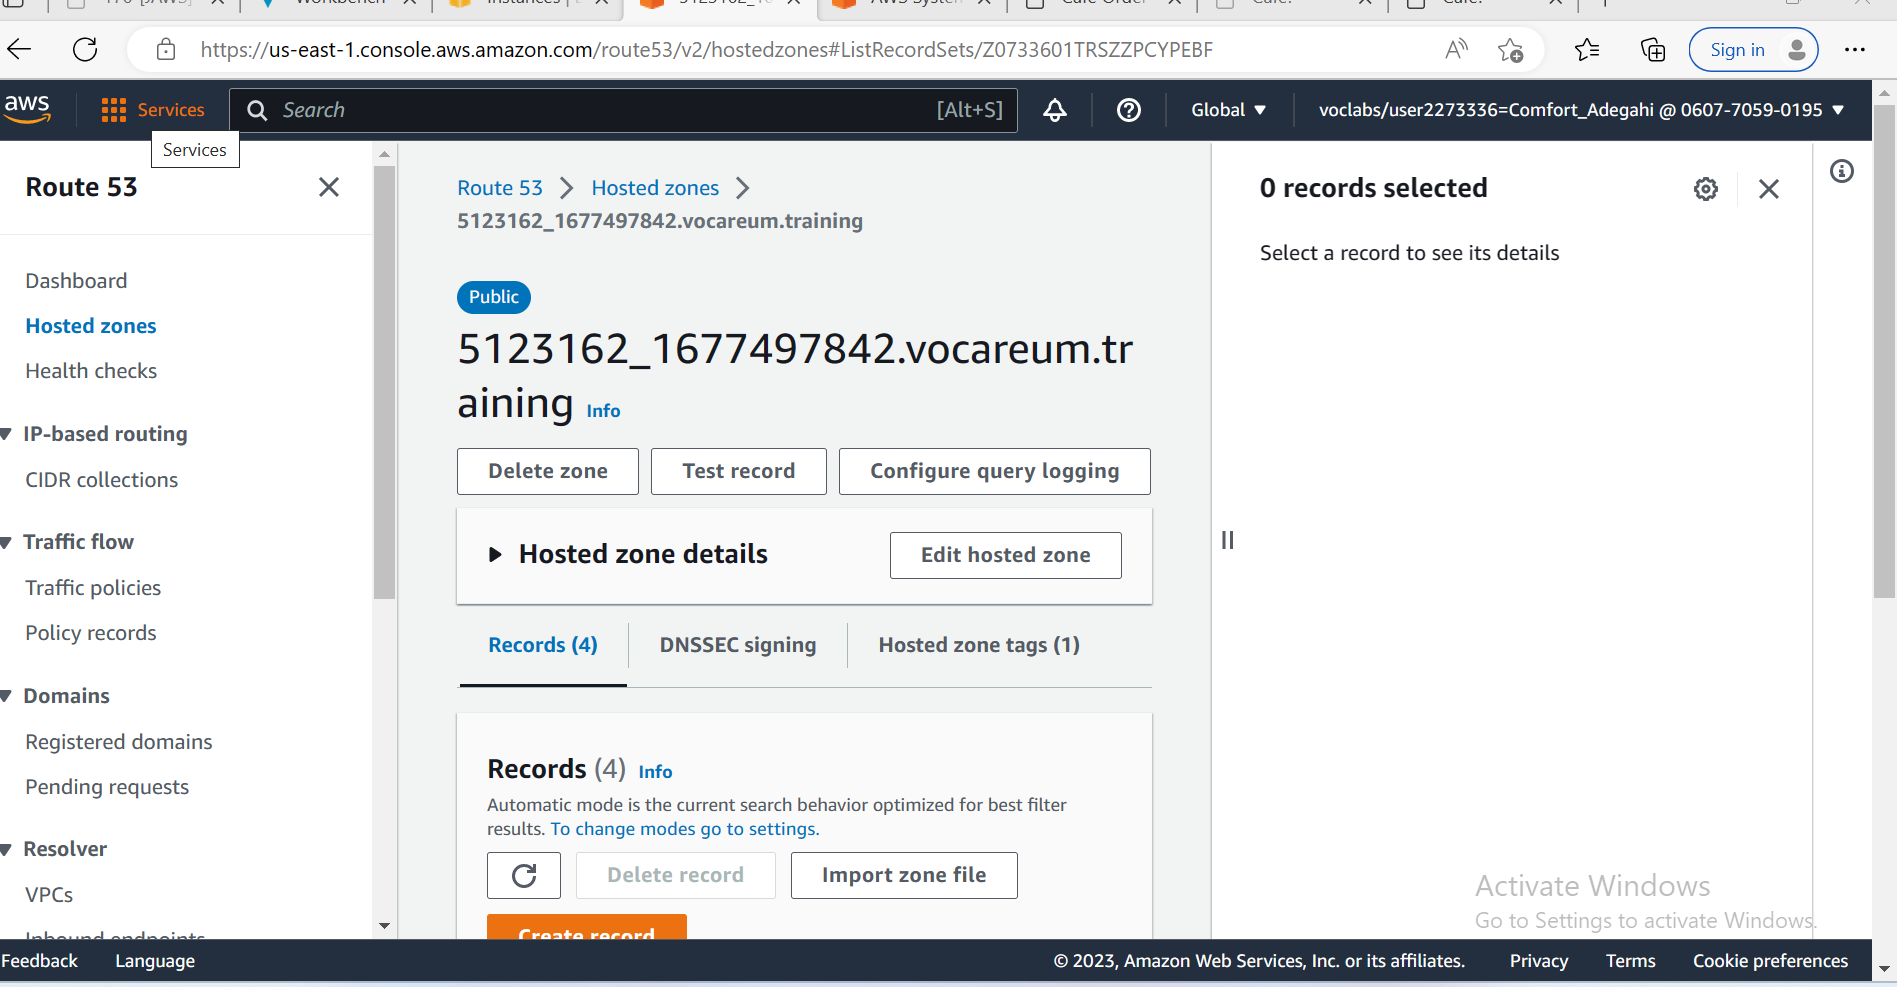 Workbench
Instances |
https://us-east-1.console.aws.amazon.com/route53/v2/hostedzones#ListRecordSets/Z0733601TRSZZPCYPEBF
Sign in
aws
Services
Search
[Alt+S]
Global
voclabs/user2273336=Comfort_Adegahi @ 0607-7059-0195
Services
Route 53
Dashboard
Hosted zones
Health checks
IP-based routing
CIDR collections
Traffic flow
Traffic policies
Policy records
Domains
Registered domains
Pending requests
Resolver
VPCs
Inbound endpoints
Route 53 > Hosted zones >
5123162_1677497842.vocareum.training
Public
5123162_1677497842.vocareum.tr
aining Info
Delete zone
Test record
Configure query logging
Hosted zone details
Edit hosted zone
Records (4)
DNSSEC signing
Hosted zone tags (1)
Records (4) Info
Automatic mode is the current search behavior optimized for best filter
results. To change modes go to settings.
Delete record
Import zone file
Create record
0 records selected
Select a record to see its details
Activate Windows
Go to Settings to activate Windows.
Feedback
Language
© 2023, Amazon Web Services, Inc. or its affiliates.
Privacy
Terms
Cookie preferences